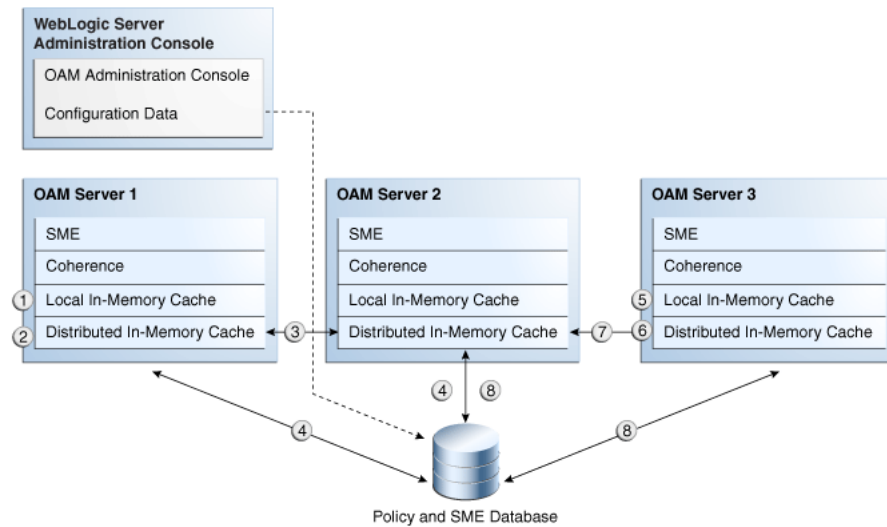 WebLogic Server
Administration Console
OAM Administration Console
Configuration Data
OAM Server 1
SME
Coherence
1 Local In-Memory Cache
2 Distributed In-Memory Cache
3
OAM Server 2
SME
Coherence
Local In-Memory Cache
Distributed In-Memory Cache
7
OAM Server 3
SME
Coherence
5 Local In-Memory Cache
6 Distributed In-Memory Cache
4
4 8
8
Policy and SME Database